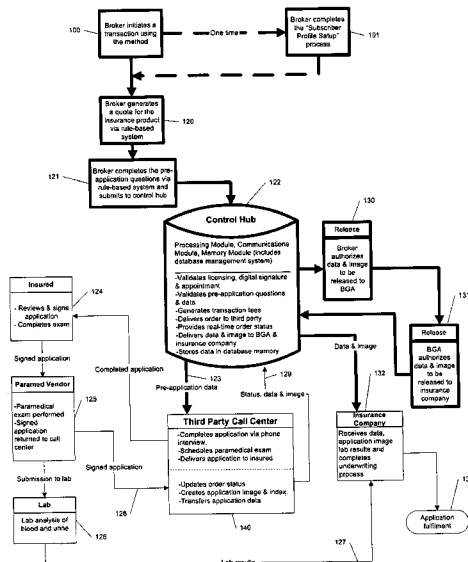 Broker initiates a
transaction using
the method
100
One time
Broker completes
the "Subscriber
Profile Setup"
process
101
Broker generates
a quote for the
insurance product
via rule-based
system
120
Broker completes the pre-
application questions via
rule-based system and
submits to control hub
121
122
Control Hub
Processing Module, Communications
Module, Memory Module (includes
database management system)
-Validates licensing, digital signature
& appointment
-Validates pre-application questions
& data
-Generates transaction fees
-Delivers order to third party
-Provides real-time order status
-Delivers data & image to BGA &
insurance company
-Stores data in database memory
130
Release
Broker
authorizes
data & image
to be
released to
BGA
131
Release
BGA
authorizes
data & image
to be
released to
insurance
company
Insured
- Reviews & signs
application
- Completes exam
124
Signed
application
Completed application
123
Pre-application data
129
Status, data & image
Data & Image
132
Paramed Vendor
-Paramedical
exam performed
-Signed
application
returned to call
center
125
Signed application
128
Third Party Call Center
-Completes application via phone
interview.
-Schedules paramedical exam
-Delivers application to insured
-Updates order status
-Creates application image & index.
-Transfers application data
140
Insurance
Company
Receives data,
application image
lab results and
completes
underwriting
process
13
Application
fulfilment
Submission to lab
Lab
Lab analysis of
blood and urine
126
127
Lab results